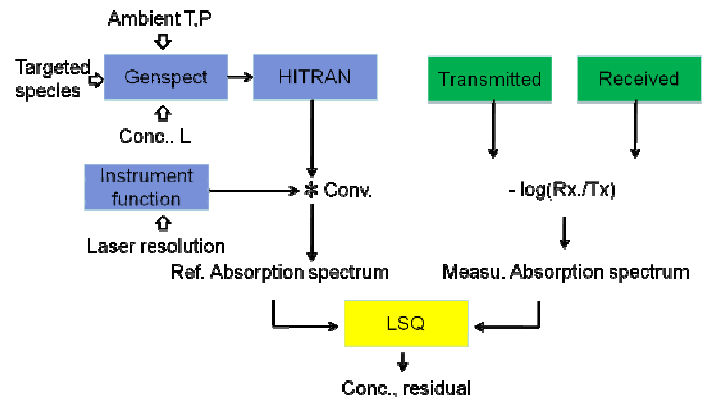 Ambient T,P
Targeted
species
Genspect
HITRAN
Transmitted
Received
Conc.. L
Instrument
function
* Conv.
- log(Rx./Tx)
Laser resolution
Ref. Absorption spectrum
Measu. Absorption spectrum
LSQ
Conc., residual